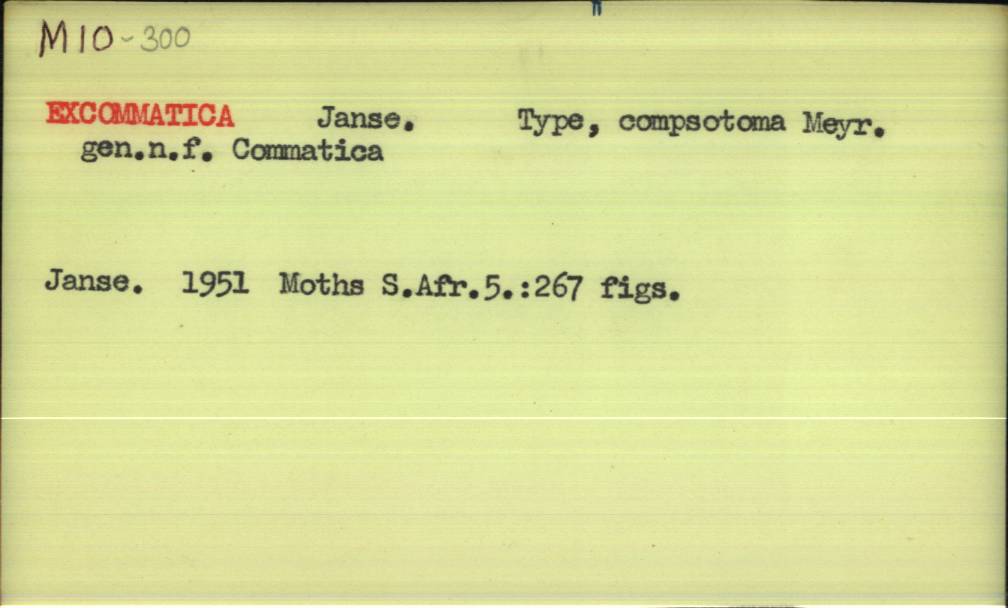 M10-300
EXCOMMATICA Janse. Type, compsotoma Meyr.
gen.n.f. Commatica
Janse. 1951 Moths S.Afr.5.:267 figs.